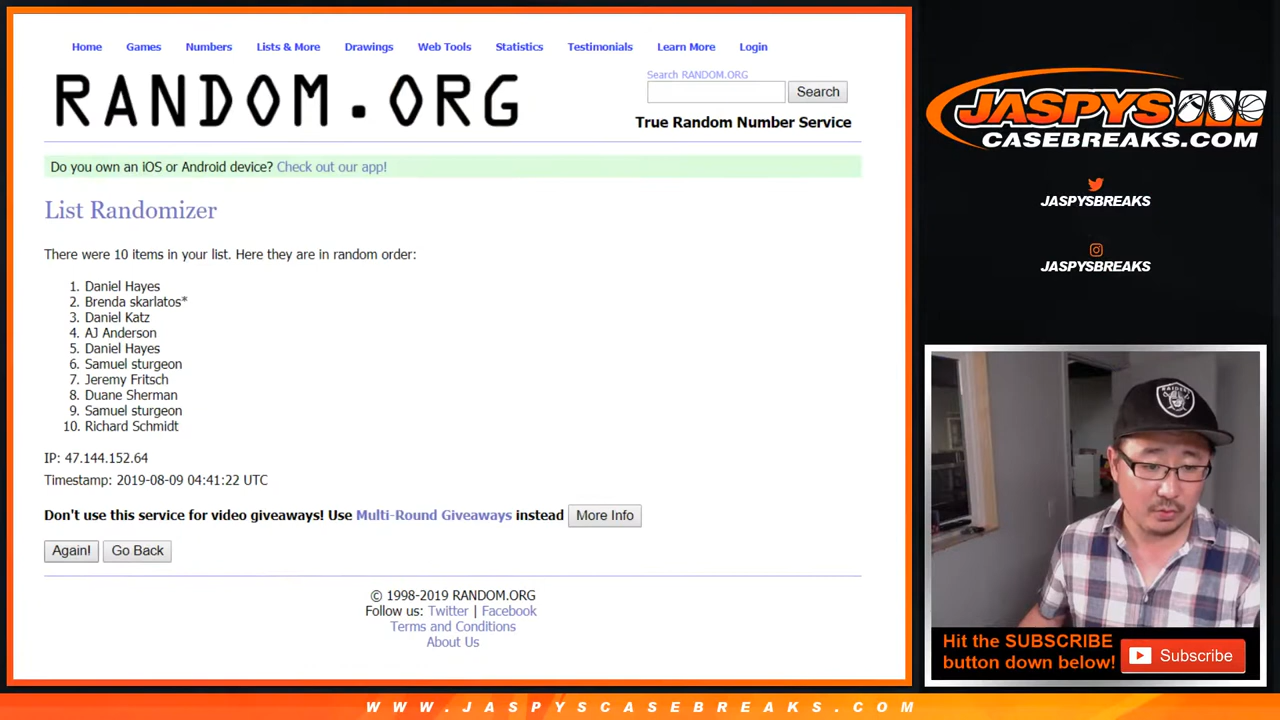 Home Games Numbers Lists & More Drawings Web Tools Statistics Testimonials Learn More Login
RANDOM.ORG
Search RANDOM.ORG
Search
True Random Number Service
Do you own an iOS or Android device? Check out our app!
List Randomizer
There were 10 items in your list. Here they are in random order:
1. Daniel Hayes
2. Brenda skarlatos*
3. Daniel Katz
4. AJ Anderson
5. Daniel Hayes
6. Samuel sturgeon
7. Jeremy Fritsch
8. Duane Sherman
9. Samuel sturgeon
10. Richard Schmidt
IP: 47.144.152.64
Timestamp: 2019-08-09 04:41:22 UTC
Don't use this service for video giveaways! Use Multi-Round Giveaways instead More Info
Again! Go Back
© 1998-2019 RANDOM.ORG
Follow us: Twitter | Facebook
Terms and Conditions
About Us
JASPYS
CASEBREAKS.COM
JASPYSBREAKS
JASPYSBREAKS
RAIDERS
Hit the SUBSCRIBE
button down below!
Subscribe
WWW.JASPYSCASEBREAKS.COM